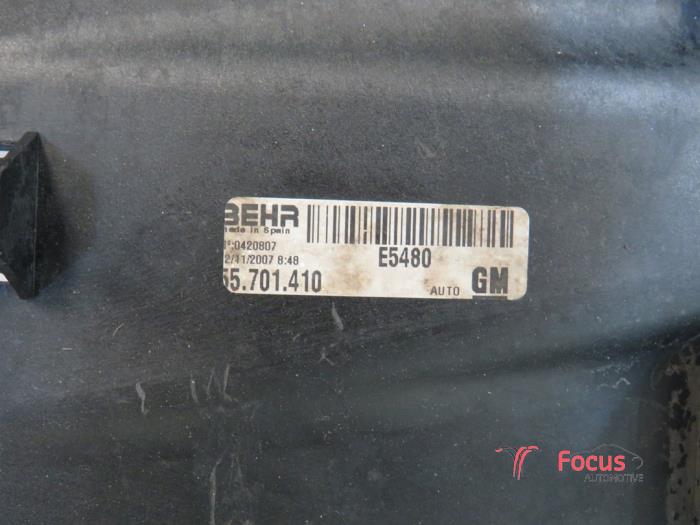 BEHR
made in Spain
:0420807
2/11/2007 8:48
E5480
55.701.410
AUTO GM
Focus
AUTOMOTIVE